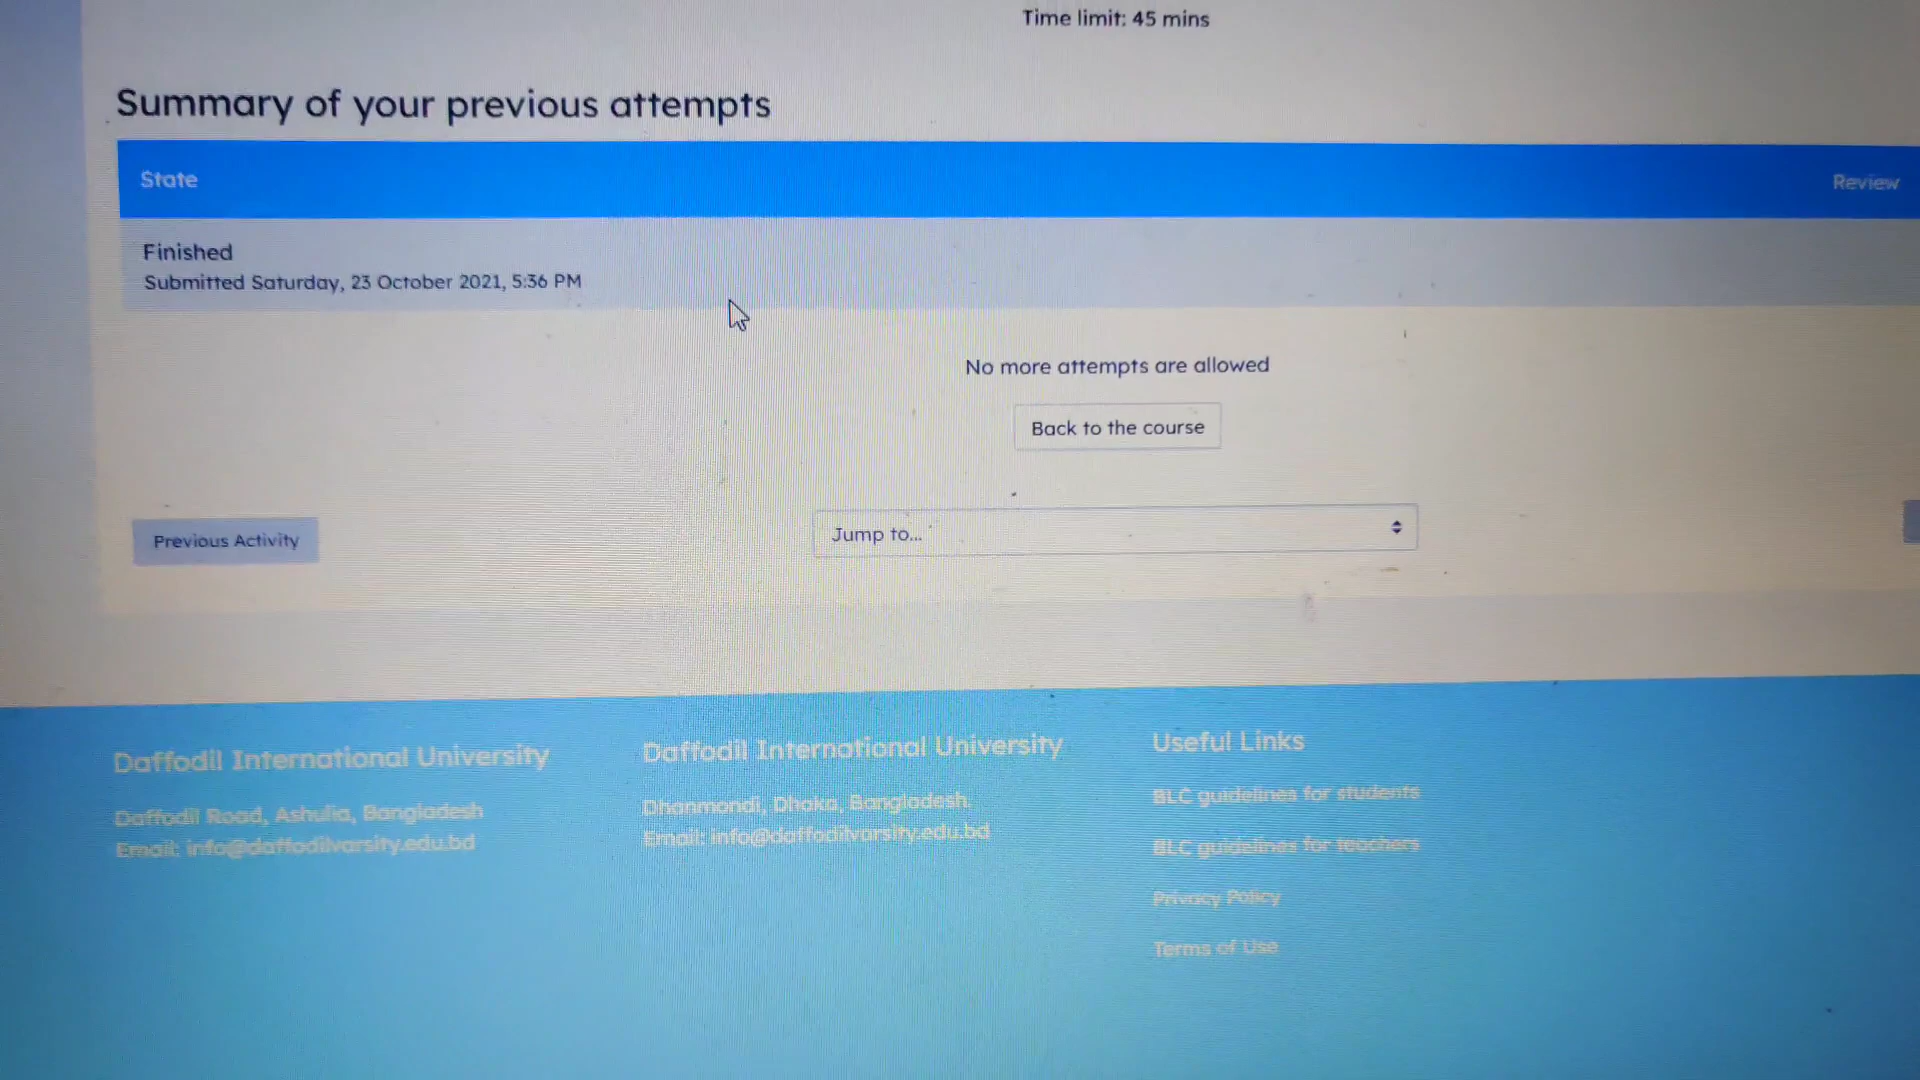 Time limit: 45 mins
Summary of your previous attempts
State
Review
Finished
Submitted Saturday, 23 October 2021, 5:36 PM
No more attempts are allowed
Back to the course
Previous Activity
Jump to...
Daffodil International University
Daffodil Road, Ashulia, Bangladesh
Email: info@daffodilvarsity.edu.bd
Daffodil International University
Dhanmondi, Dhaka, Bangladesh.
Email: info@daffodilvarsity.edu.bd
Useful Links
BLC guidelines for students
BLC guidelines for teachers
Privacy Policy
Terms of Use